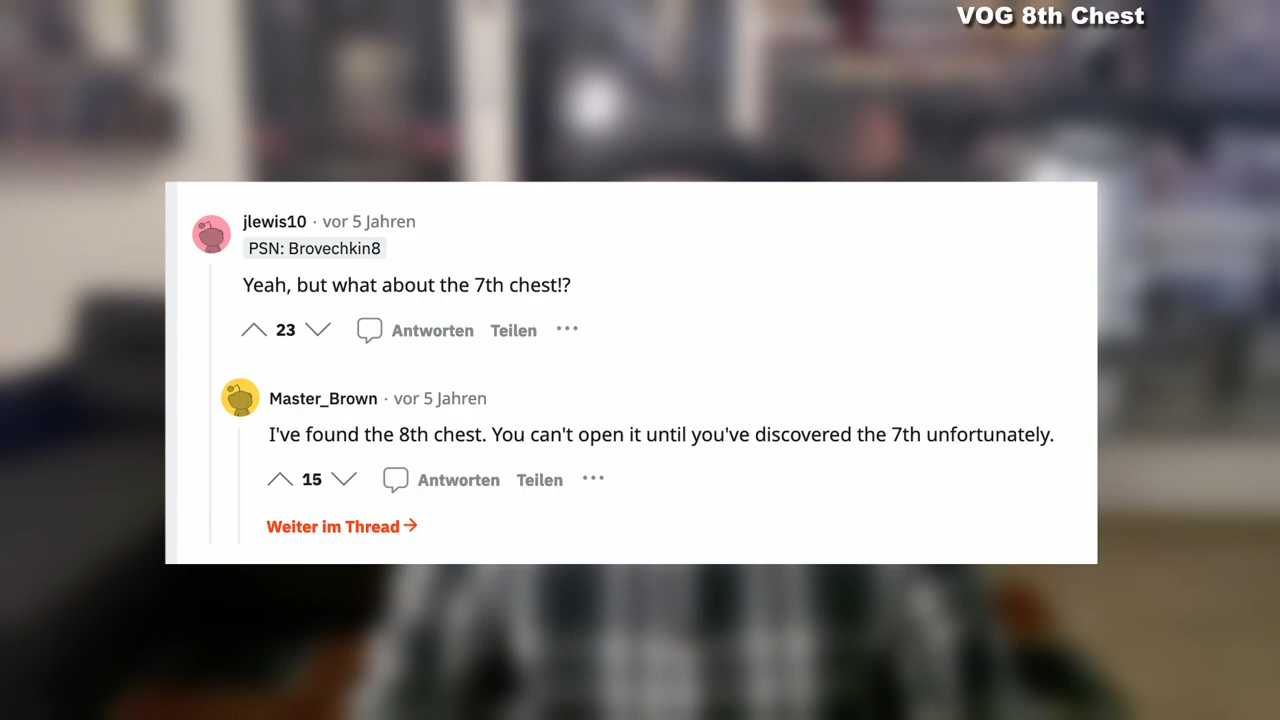 VOG 8th Chest
jlewis10 · vor 5 Jahren
PSN: Brovechkin8
Yeah, but what about the 7th chest!?
23 Antworten Teilen ...
Master_Brown · vor 5 Jahren
I've found the 8th chest. You can't open it until you've discovered the 7th unfortunately.
15 Antworten Teilen ...
Weiter im Thread →